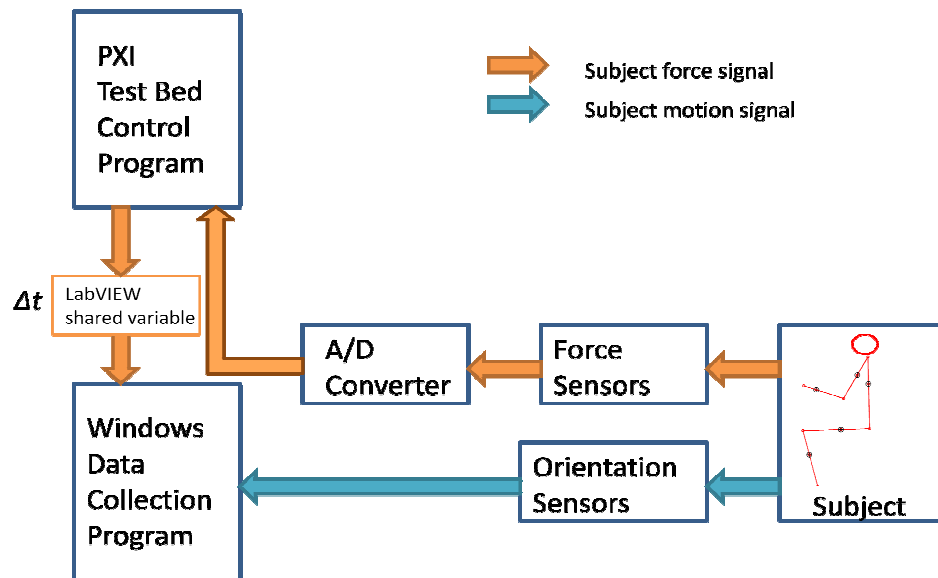 PXI
Test Bed
Control
Program
Subject force signal
Subject motion signal
Δt
LabVIEW
shared variable
A/D
Converter
Force
Sensors
Windows
Data
Collection
Program
Orientation
Sensors
Subject